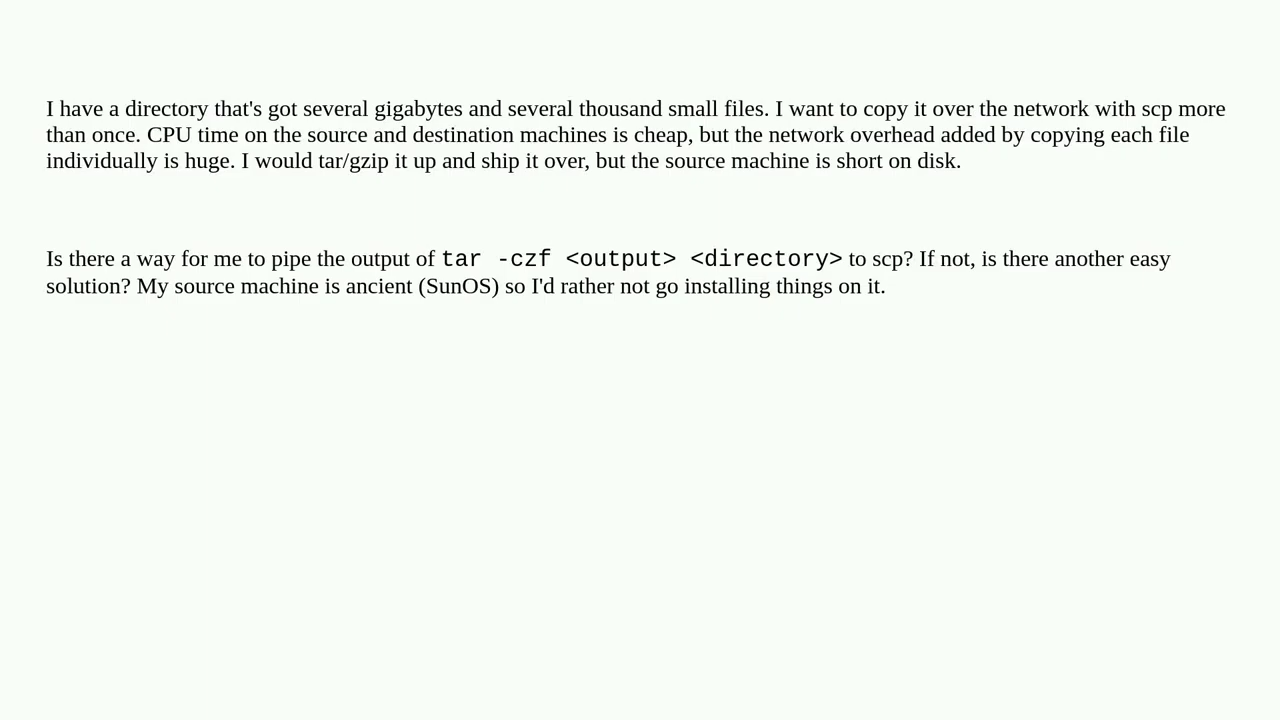 I have a directory that's got several gigabytes and several thousand small files. I want to copy it over the network with scp more
than once. CPU time on the source and destination machines is cheap, but the network overhead added by copying each file
individually is huge. I would tar/gzip it up and ship it over, but the source machine is short on disk.
Is there a way for me to pipe the output of tar -czf <output> <directory> to scp? If not, is there another easy
solution? My source machine is ancient (SunOS) so I'd rather not go installing things on it.